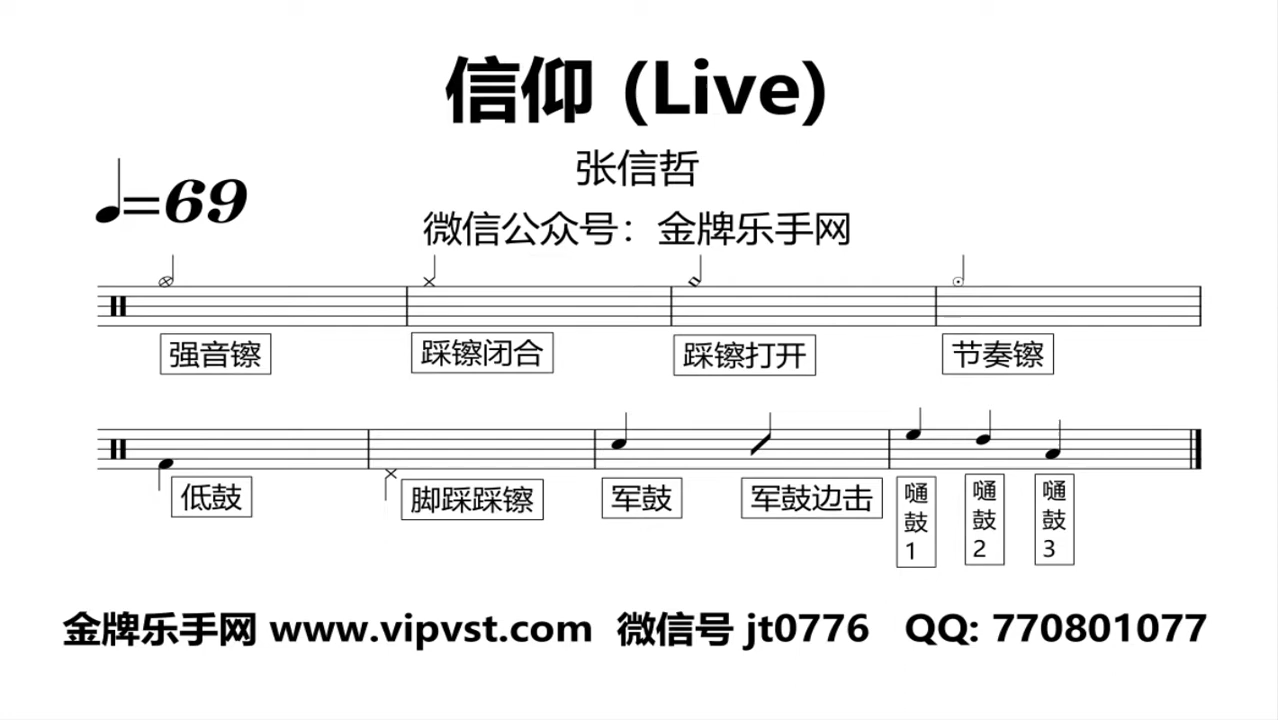 信仰 (Live)
张信哲
♩=69
微信公众号：金牌乐手网
强音镲 踩镲闭合 踩镲打开 节奏镲
低鼓 脚踩踩镲 军鼓 军鼓边击 嗵鼓1 嗵鼓2 嗵鼓3
金牌乐手网 www.vipvst.com 微信号 jt0776 QQ: 770801077